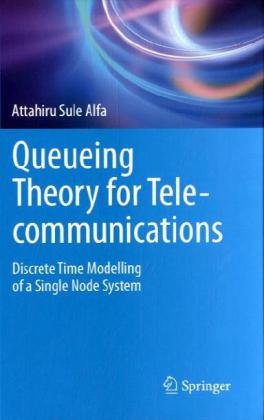 Attahiru Sule Alfa
Queueing
Theory for Tele-
communications
Discrete Time Modelling
of a Single Node System
Springer